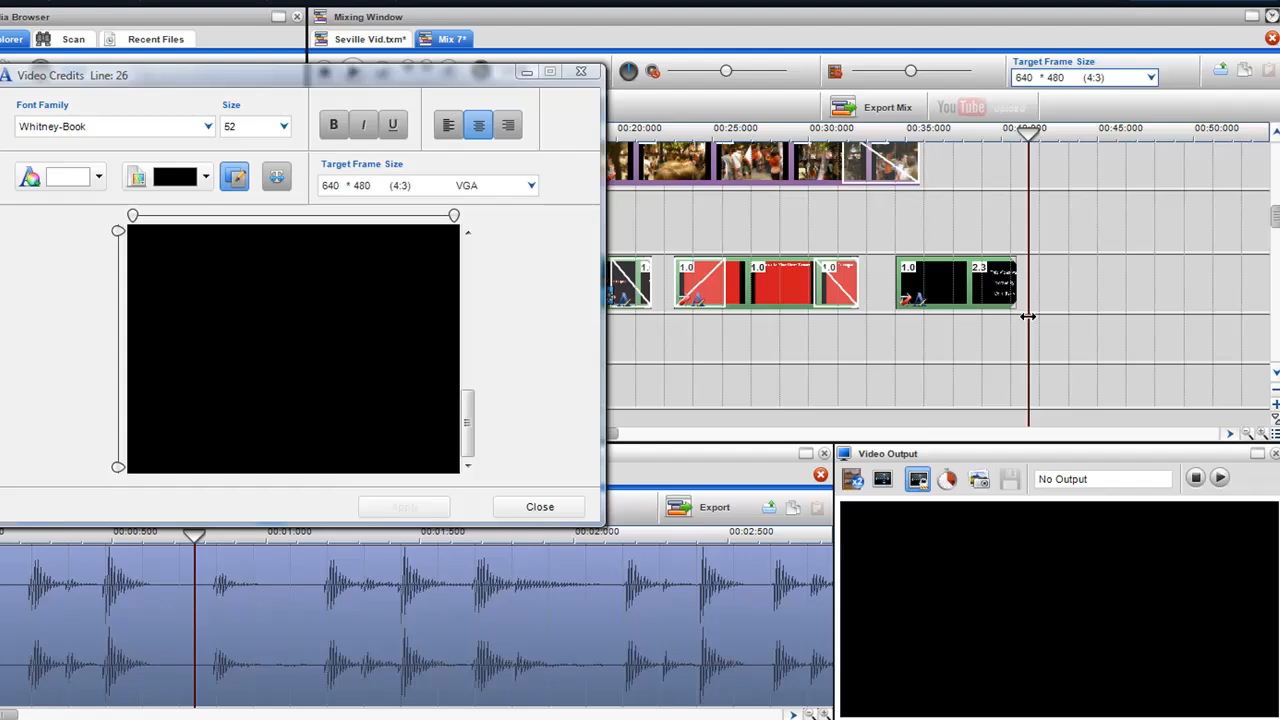 dia Browser
Mixing Window
plorer
Scan
Recent Files
Seville Vid.txm*
Mix 7*
Video Credits Line: 26
Target Frame Size
640 * 480 (4:3)
Font Family
Size
Whitney-Book
52
B I U
Export Mix
YouTube
00:20:000
00:25:000
00:30:000
00:35:000
00:40:000
00:45:000
00:50:000
Target Frame Size
640 * 480 (4:3) VGA
1.0
1.0
1.0
1.0
2.3
Video Output
No Output
Apply
Close
Export
00:00:500
00:01:000
00:01:500
00:02:000
00:02:500